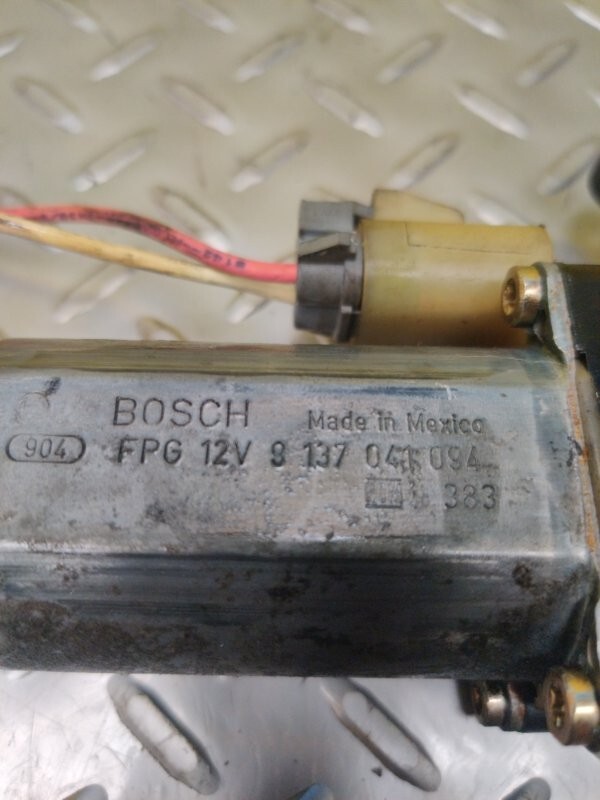 BOSCH Made in Mexico
904 FPG 12V 9 137 041 094
383